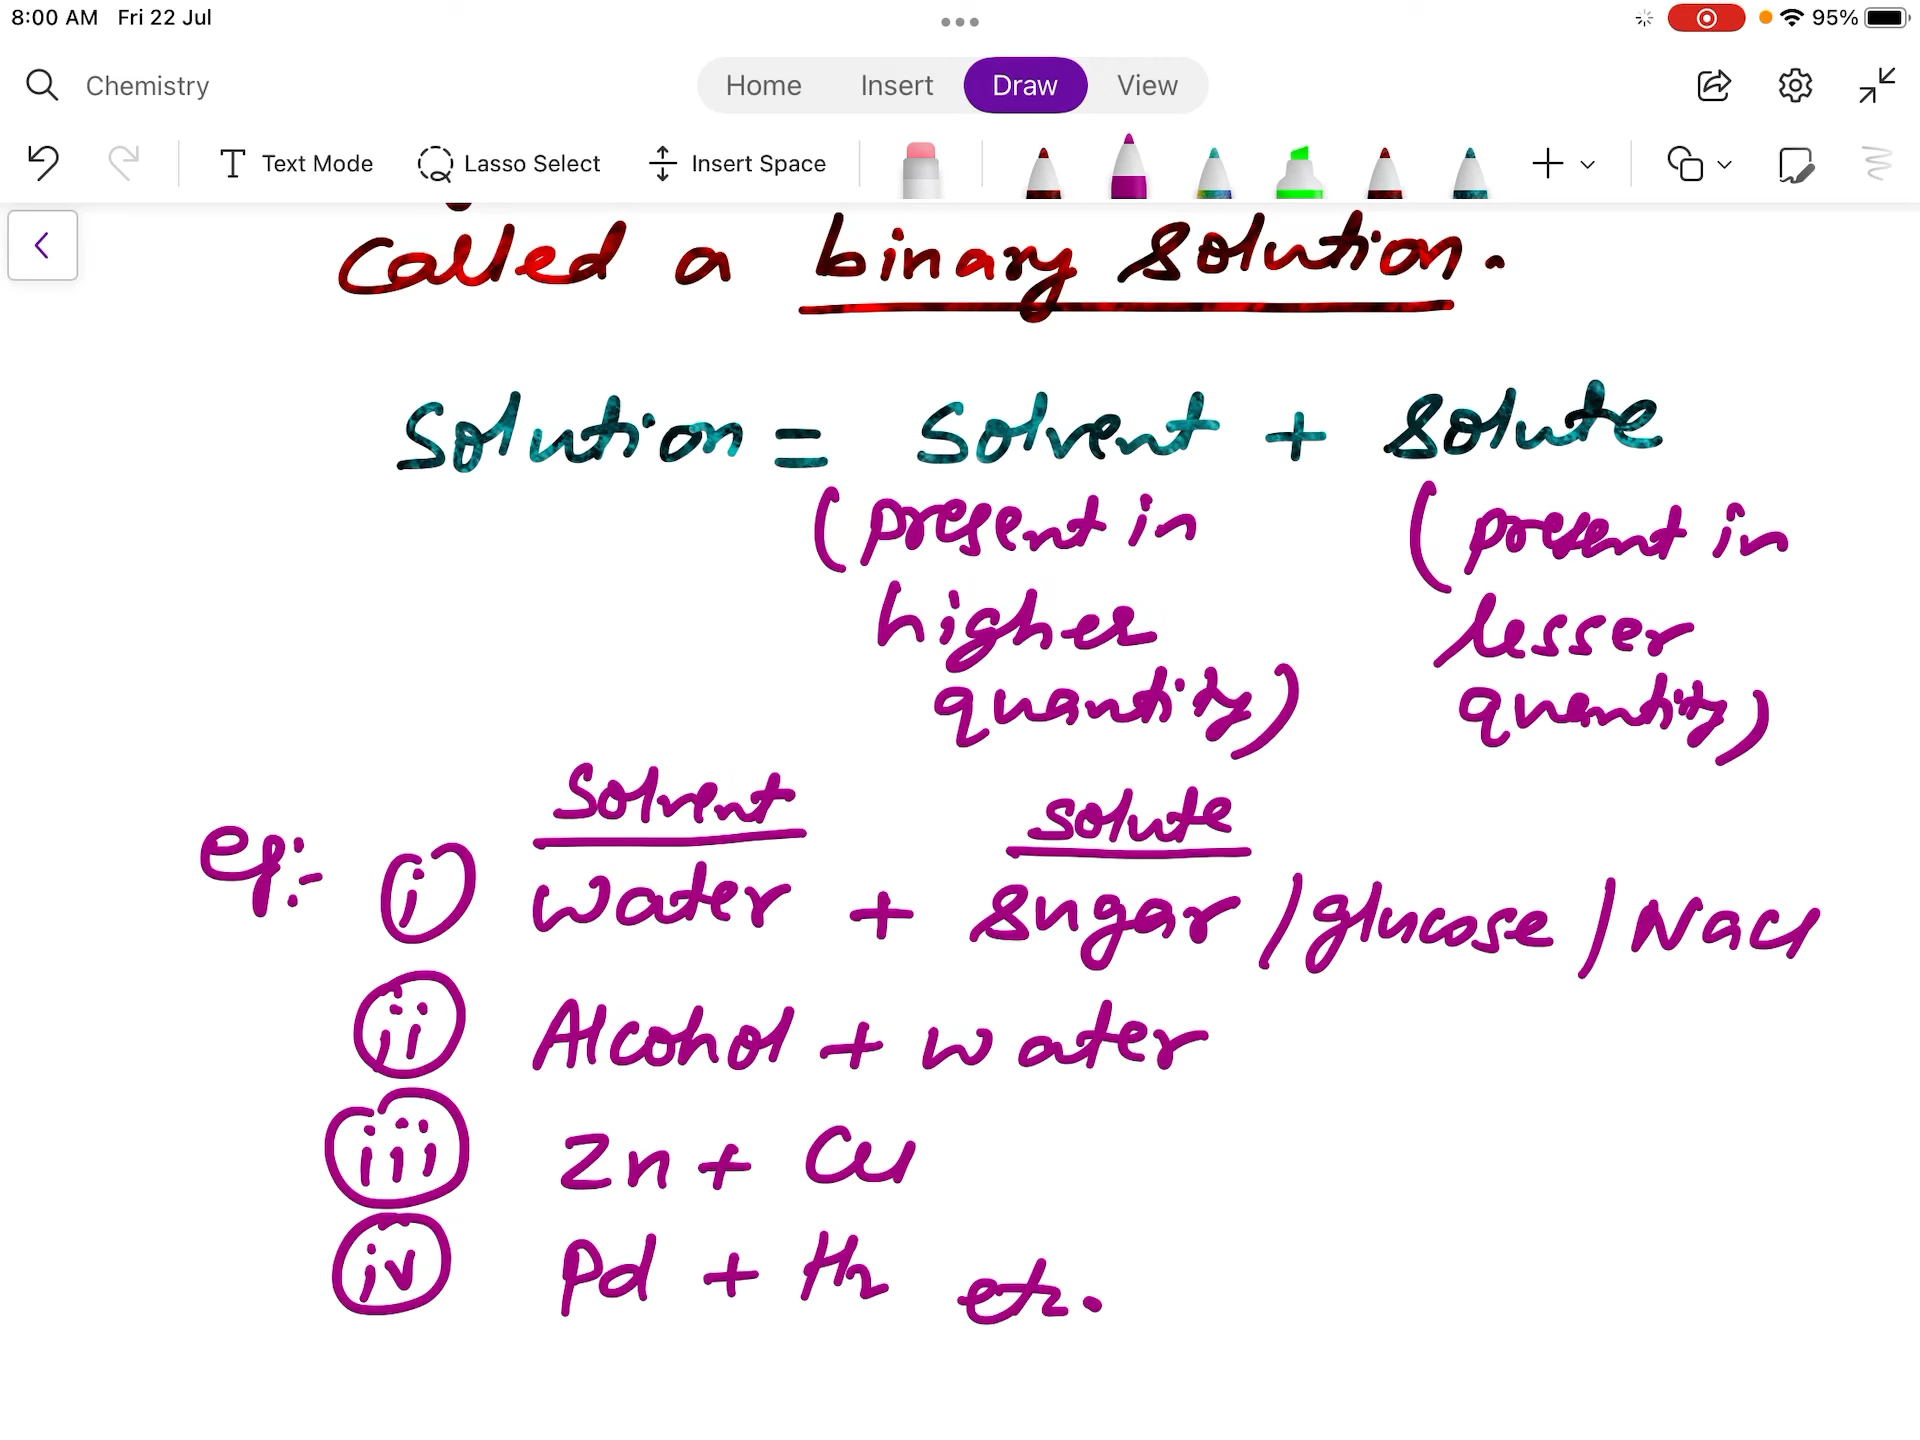 8:00 AM Fri 22 Jul 95%
Chemistry Home Insert Draw View
Text Mode Lasso Select Insert Space
called a binary solution.
Solution = Solvent + Solute
(present in (present in
higher lesser
quantity) quantity)
Solvent solute
eg:- (i) Water + sugar / glucose / NaCl
(ii) Alcohol + water
(iii) Zn + Cu
(iv) Pd + H2 etc.